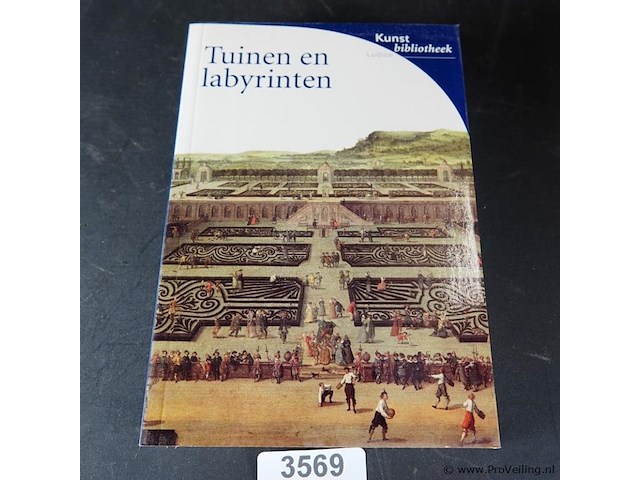 Kunst
bibliotheek
Tuinen en
labyrinten
3569
© www.ProVeiling.nl